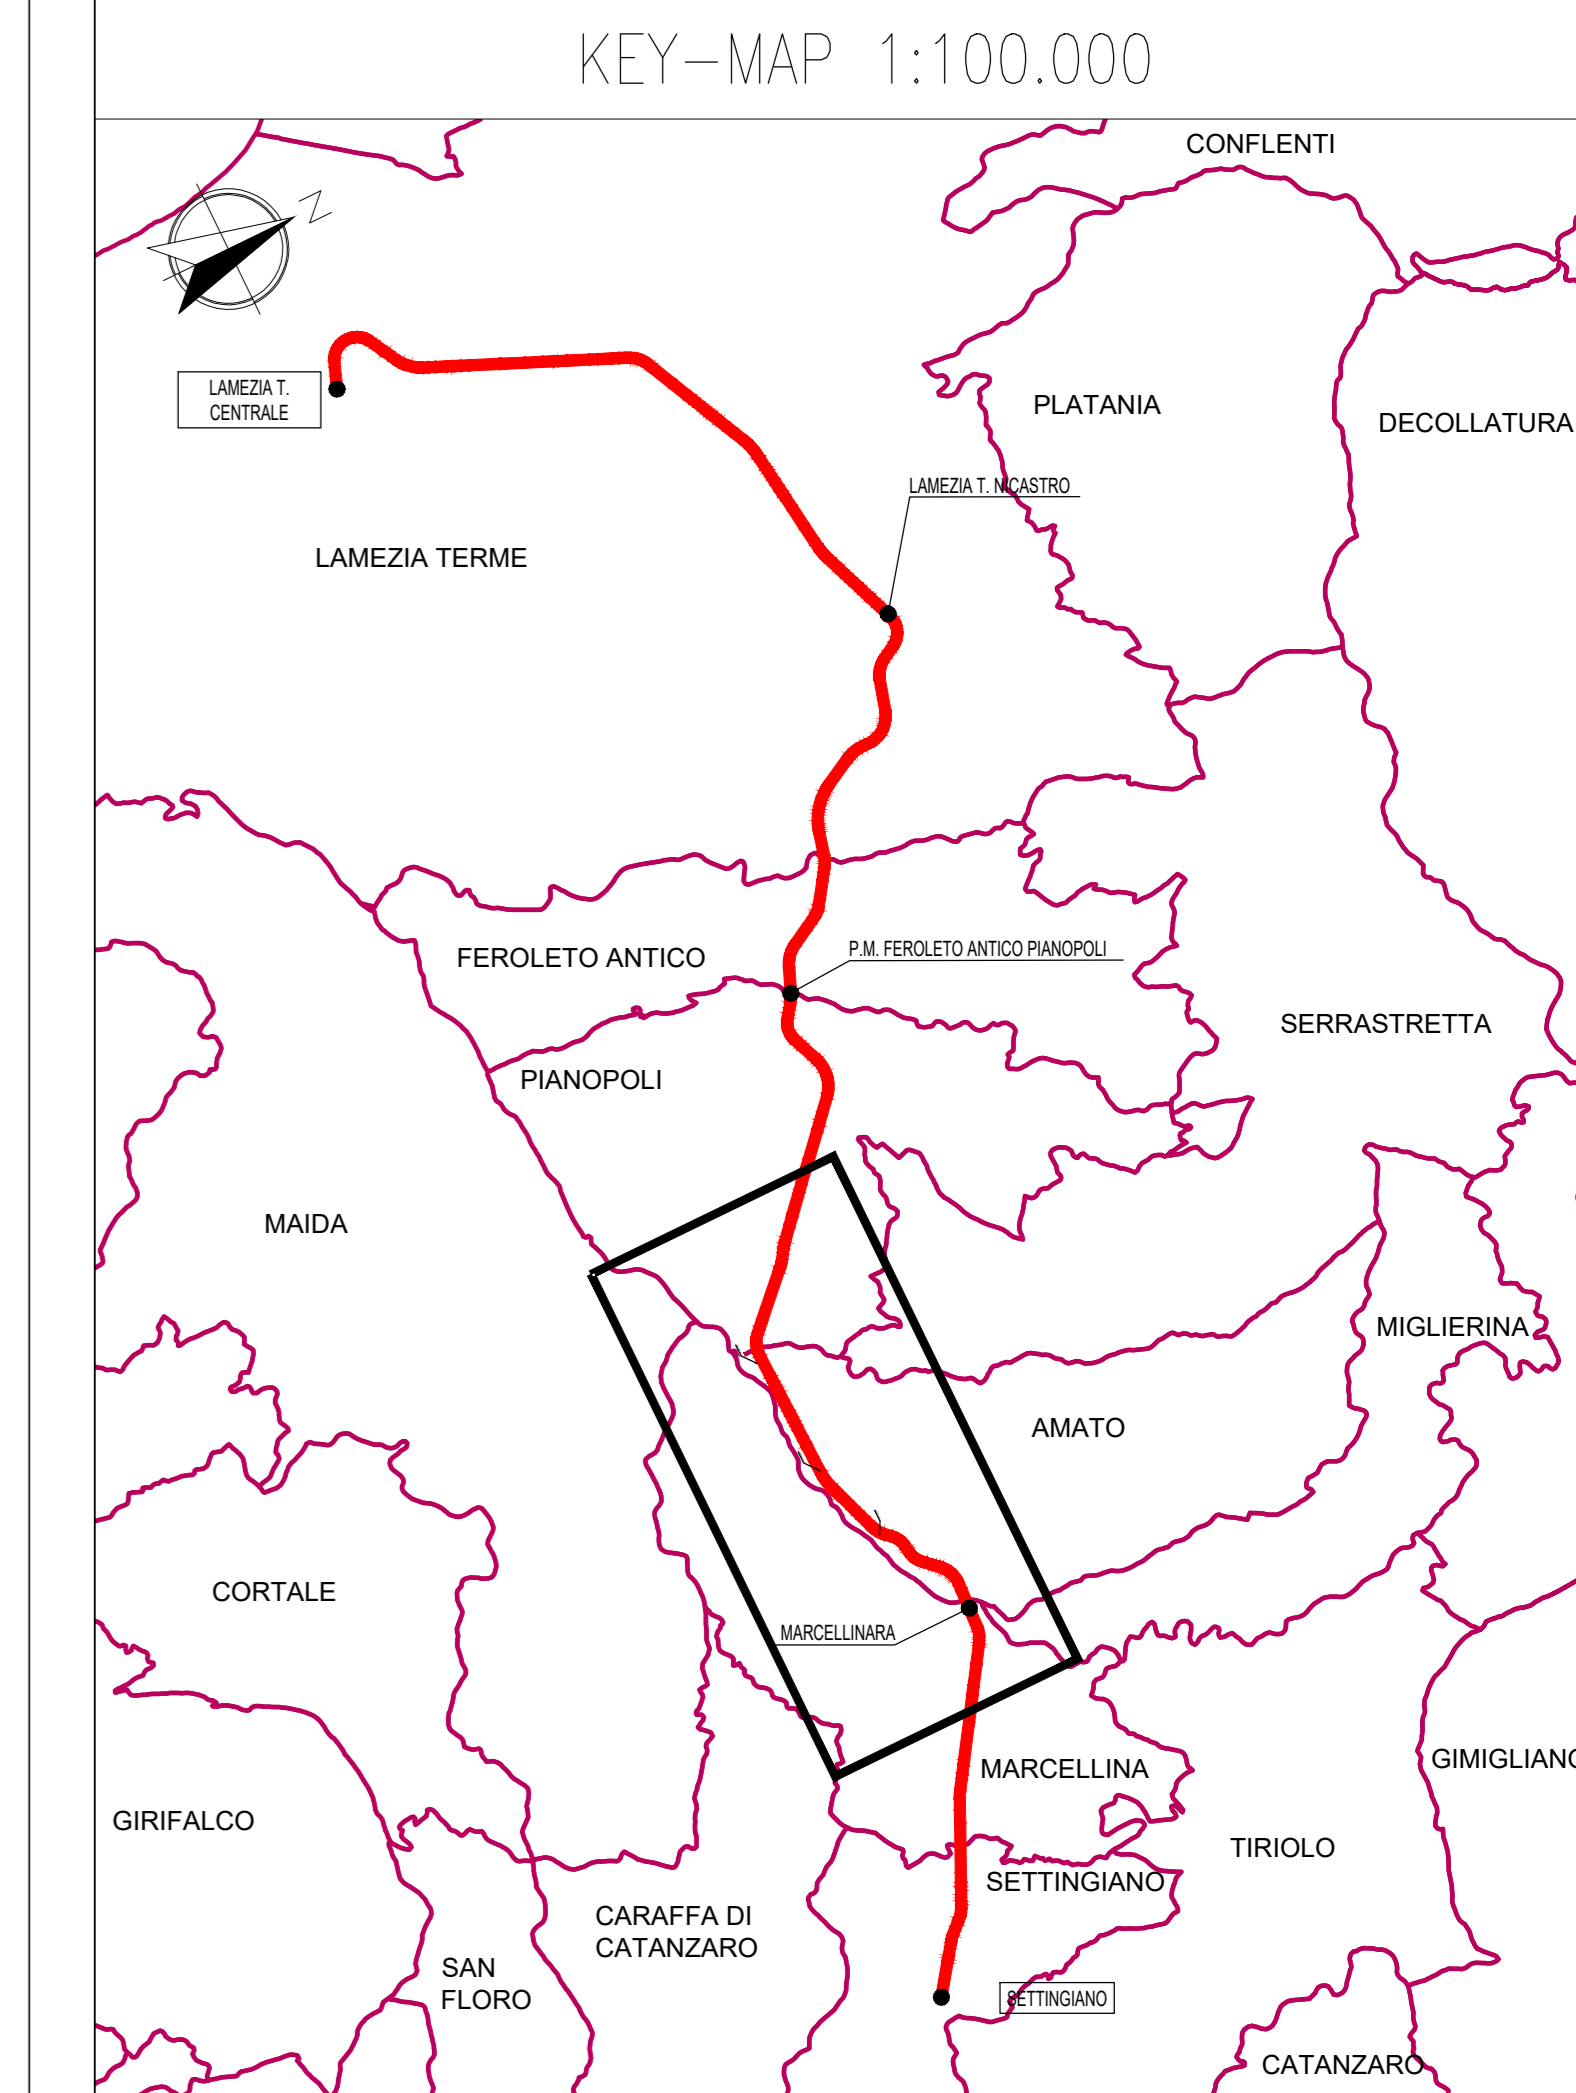 KEY-MAP 1:100.000
CONFLENTI
N
LAMEZIA T.
CENTRALE
PLATANIA
DECOLLATURA
LAMEZIA T. NICASTRO
LAMEZIA TERME
P.M. FEROLETO ANTICO PIANOPOLI
FEROLETO ANTICO
SERRASTRETTA
PIANOPOLI
MAIDA
MIGLIERINA
AMATO
CORTALE
MARCELLINARA
GIMIGLIANO
MARCELLINA
GIRIFALCO
TIRIOLO
SETTINGIANO
CARAFFA DI
CATANZARO
SAN
FLORO
SETTINGIANO
CATANZARO